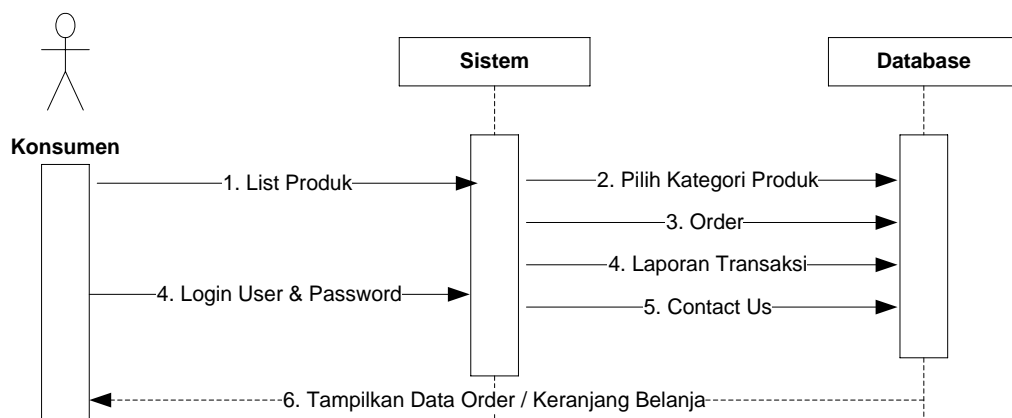 Sistem
Database
Konsumen
1. List Produk
2. Pilih Kategori Produk
3. Order
4. Laporan Transaksi
4. Login User & Password
5. Contact Us
6. Tampilkan Data Order / Keranjang Belanja